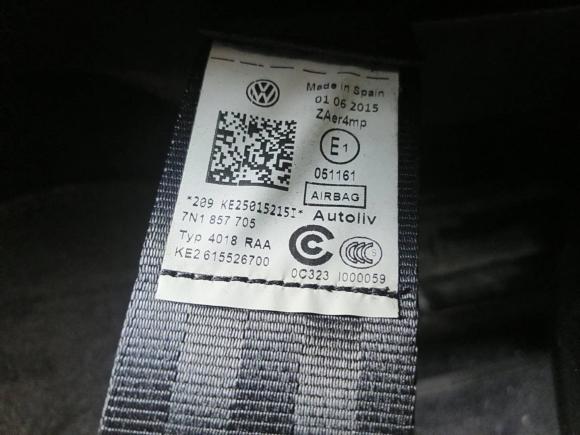 Made in Spain
01 06 2015
ZAer4mp
E1
051161
AIRBAG
*209 KE25015215I*
Autoliv
7N1 857 705
Typ 4018 RAA
KE2 615526700
CCC
0C323 I000059